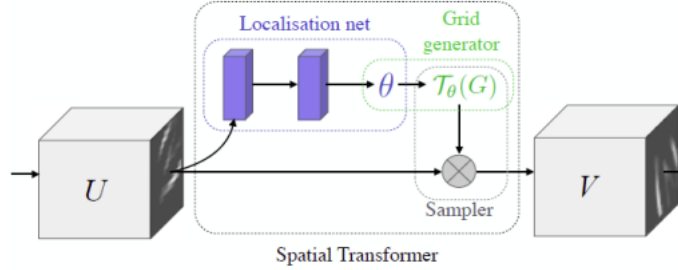 Localisation net
Grid
generator
θ
𝒯θ(G)
U
V
Sampler
Spatial Transformer